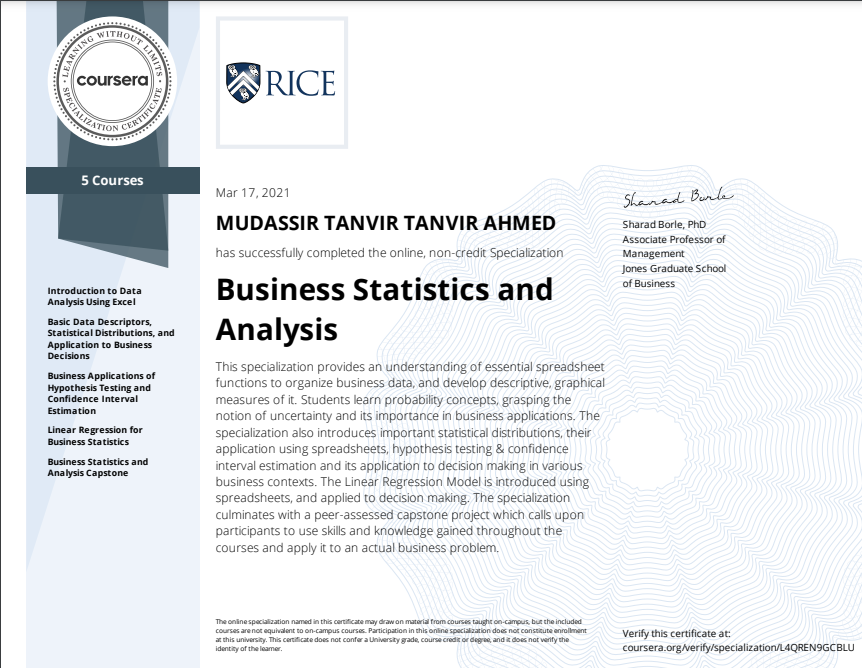 LEARNING WITHOUT LIMITS
coursera
SPECIALIZATION CERTIFICATE
RICE
5 Courses
Introduction to Data
Analysis Using Excel
Basic Data Descriptors,
Statistical Distributions, and
Application to Business
Decisions
Business Applications of
Hypothesis Testing and
Confidence Interval
Estimation
Linear Regression for
Business Statistics
Business Statistics and
Analysis Capstone
Mar 17, 2021
MUDASSIR TANVIR TANVIR AHMED
has successfully completed the online, non-credit Specialization
Business Statistics and
Analysis
This specialization provides an understanding of essential spreadsheet
functions to organize business data, and develop descriptive, graphical
measures of it. Students learn probability concepts, grasping the
notion of uncertainty and its importance in business applications. The
specialization also introduces important statistical distributions, their
application using spreadsheets, hypothesis testing & confidence
interval estimation and its application to decision making in various
business contexts. The Linear Regression Model is introduced using
spreadsheets, and applied to decision making. The specialization
culminates with a peer-assessed capstone project which calls upon
participants to use skills and knowledge gained throughout the
courses and apply it to an actual business problem.
Sharad Borle
Sharad Borle, PhD
Associate Professor of
Management
Jones Graduate School
of Business
The online specialization named in this certificate may draw on material from courses taught on-campus, but the included
courses are not equivalent to on-campus courses. Participation in this online specialization does not constitute enrollment
at this university. This certificate does not confer a University grade, course credit or degree, and it does not verify the
identity of the learner.
Verify this certificate at:
coursera.org/verify/specialization/L4QREN9GCBLU